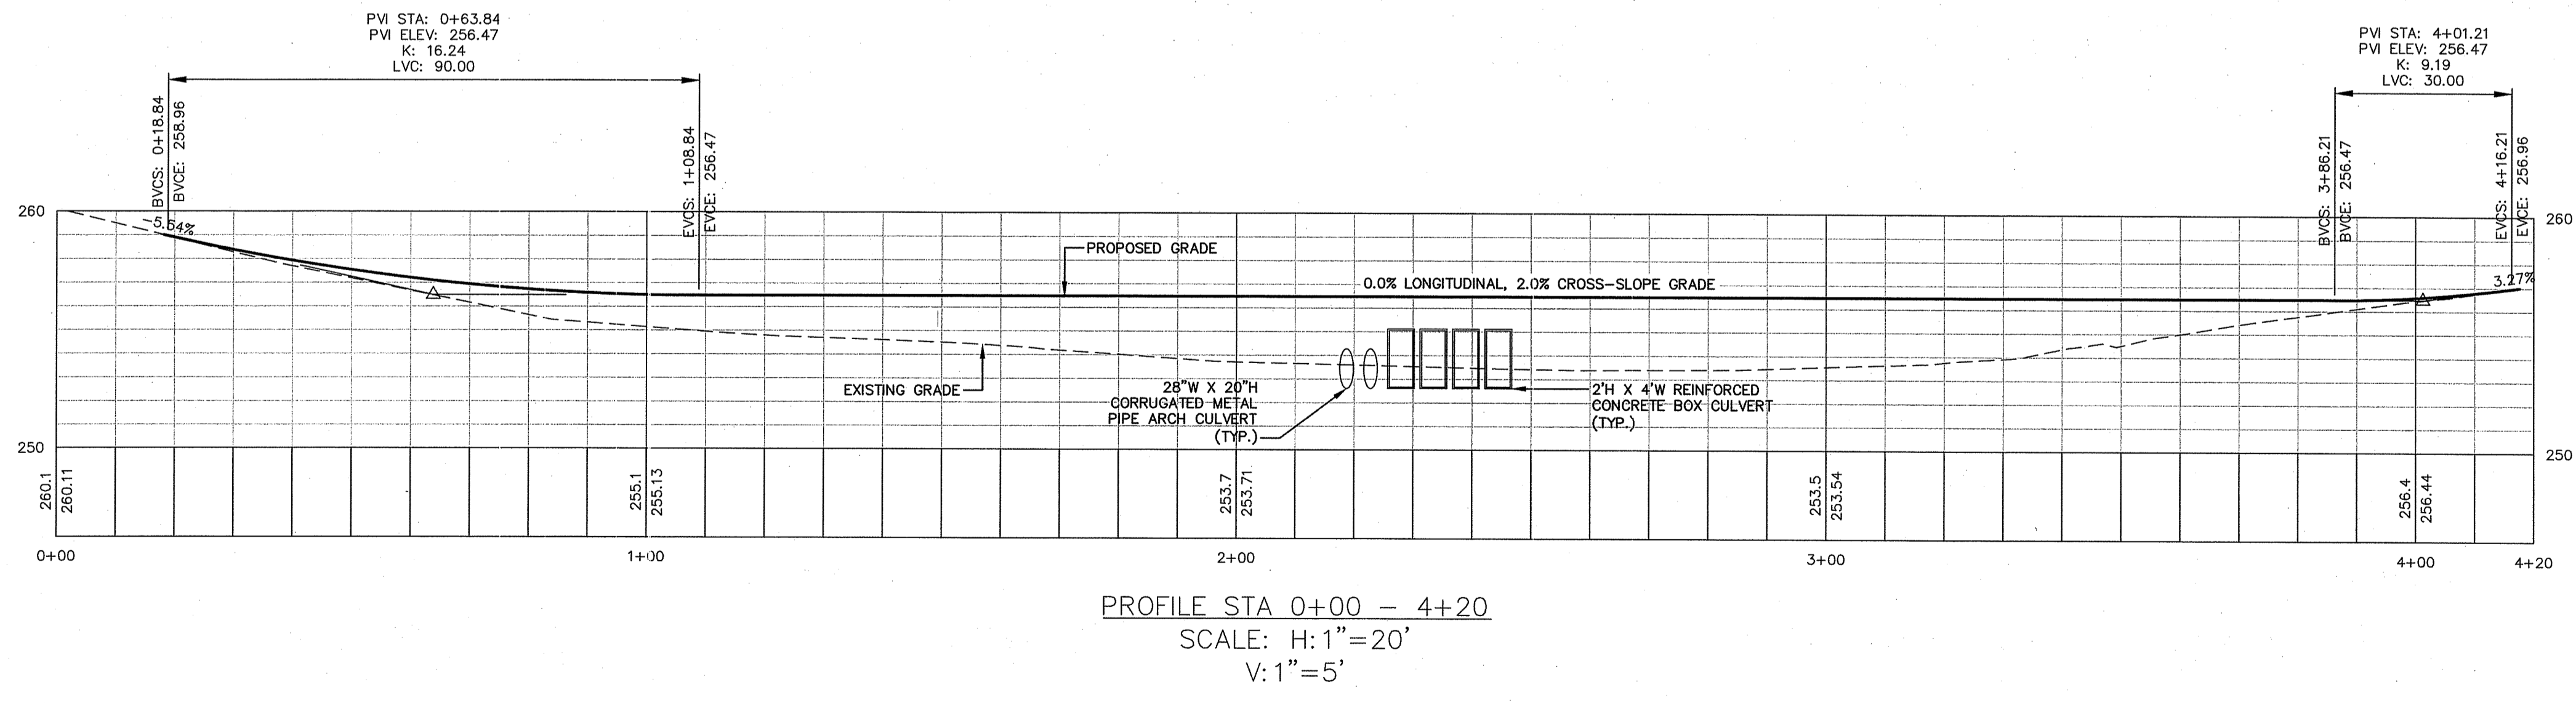 PVI STA: 0+63.84
PVI ELEV: 256.47
K: 16.24
LVC: 90.00
PVI STA: 4+01.21
PVI ELEV: 256.47
K: 9.19
LVC: 30.00
BVCS: 0+18.84
BVCE: 258.96
EVCS: 1+08.84
EVCE: 256.47
BVCS: 3+86.21
BVCE: 256.47
EVCS: 4+16.21
EVCE: 256.96
260
260
-5.54%
PROPOSED GRADE
0.0% LONGITUDINAL, 2.0% CROSS-SLOPE GRADE
3.27%
EXISTING GRADE
28"W X 20"H
CORRUGATED METAL
PIPE ARCH CULVERT
(TYP.)
2'H X 4'W REINFORCED
CONCRETE BOX CULVERT
(TYP.)
250
250
260.1
260.11
255.1
255.13
253.7
253.71
253.5
253.54
256.4
256.44
0+00
1+00
2+00
3+00
4+00
4+20
PROFILE STA 0+00 - 4+20
SCALE: H:1"=20'
V:1"=5'